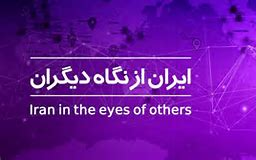 ایران از نگاه دیگران
Iran in the eyes of others